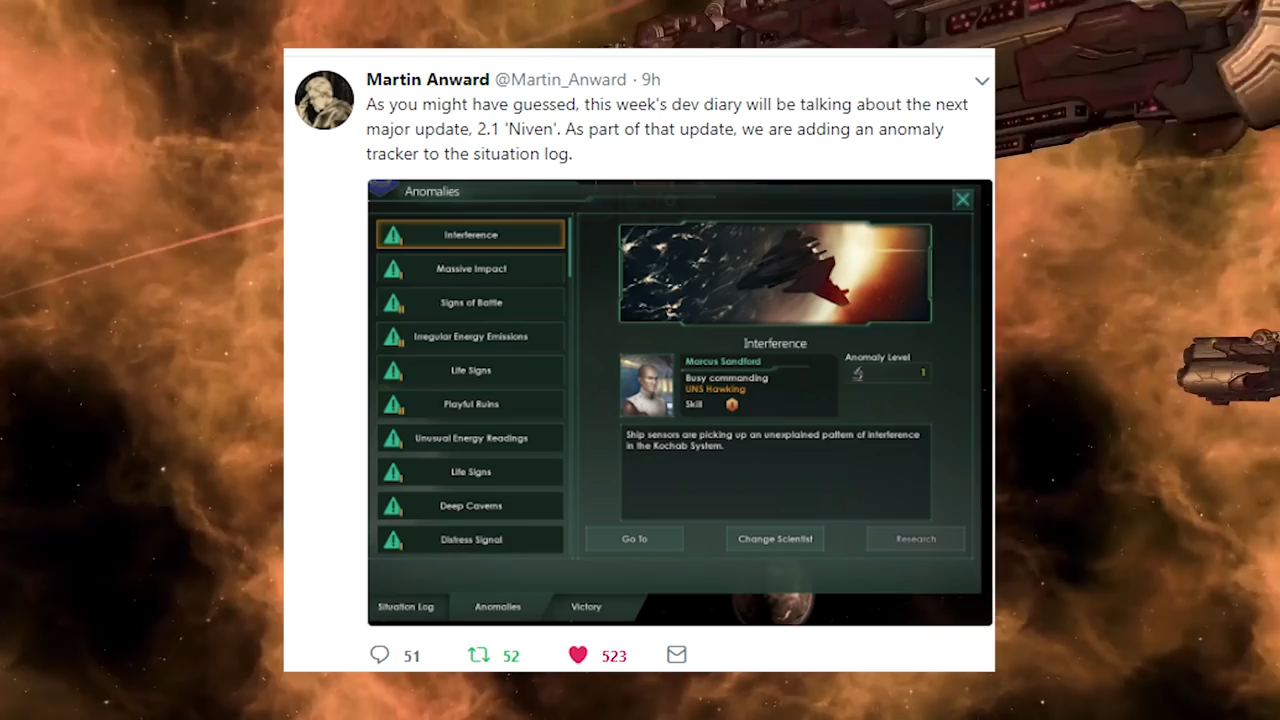 Martin Anward @Martin_Anward · 9h
As you might have guessed, this week's dev diary will be talking about the next
major update, 2.1 'Niven'. As part of that update, we are adding an anomaly
tracker to the situation log.
Anomalies
Interference
Massive Impact
Signs of Battle
Irregular Energy Emissions
Life Signs
Playful Ruins
Unusual Energy Readings
Life Signs
Deep Caverns
Distress Signal
Interference
Marcus Sandford
Busy commanding
UNS Hawking
Skill
Anomaly Level
1
Ship sensors are picking up an unexplained pattern of interference
in the Kochab System.
Go To
Change Scientist
Research
Situation Log
Anomalies
Victory
51
52
523